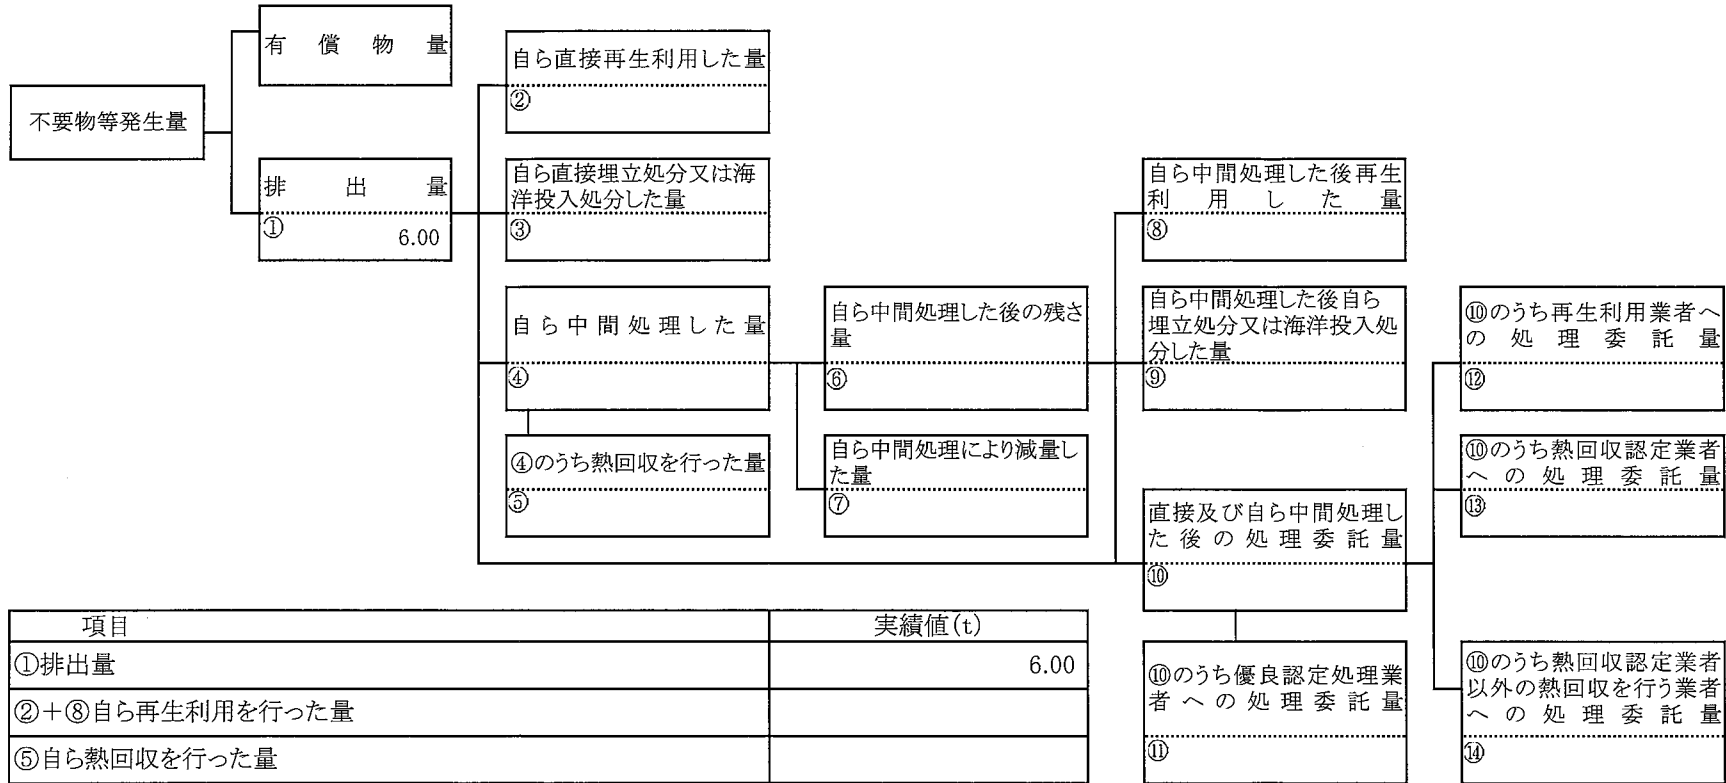 有償物量
不要物等発生量
排出量
①
6.00
自ら直接再生利用した量
②
自ら直接埋立処分又は海
洋投入処分した量
③
自ら中間処理した量
④
④のうち熱回収を行った量
⑤
自ら中間処理した後の残さ
量
⑥
自ら中間処理により減量し
た量
⑦
自ら中間処理した後再生
利用した量
⑧
自ら中間処理した後自ら
埋立処分又は海洋投入処
分した量
⑨
直接及び自ら中間処理し
た後の処理委託量
⑩
⑩のうち優良認定処理業
者への処理委託量
⑪
⑩のうち再生利用業者へ
の処理委託量
⑫
⑩のうち熱回収認定業者
への処理委託量
⑬
⑩のうち熱回収認定業者
以外の熱回収を行う業者
への処理委託量
⑭
項目 実績値(t)
①排出量 6.00
②+⑧自ら再生利用を行った量
⑤自ら熱回収を行った量